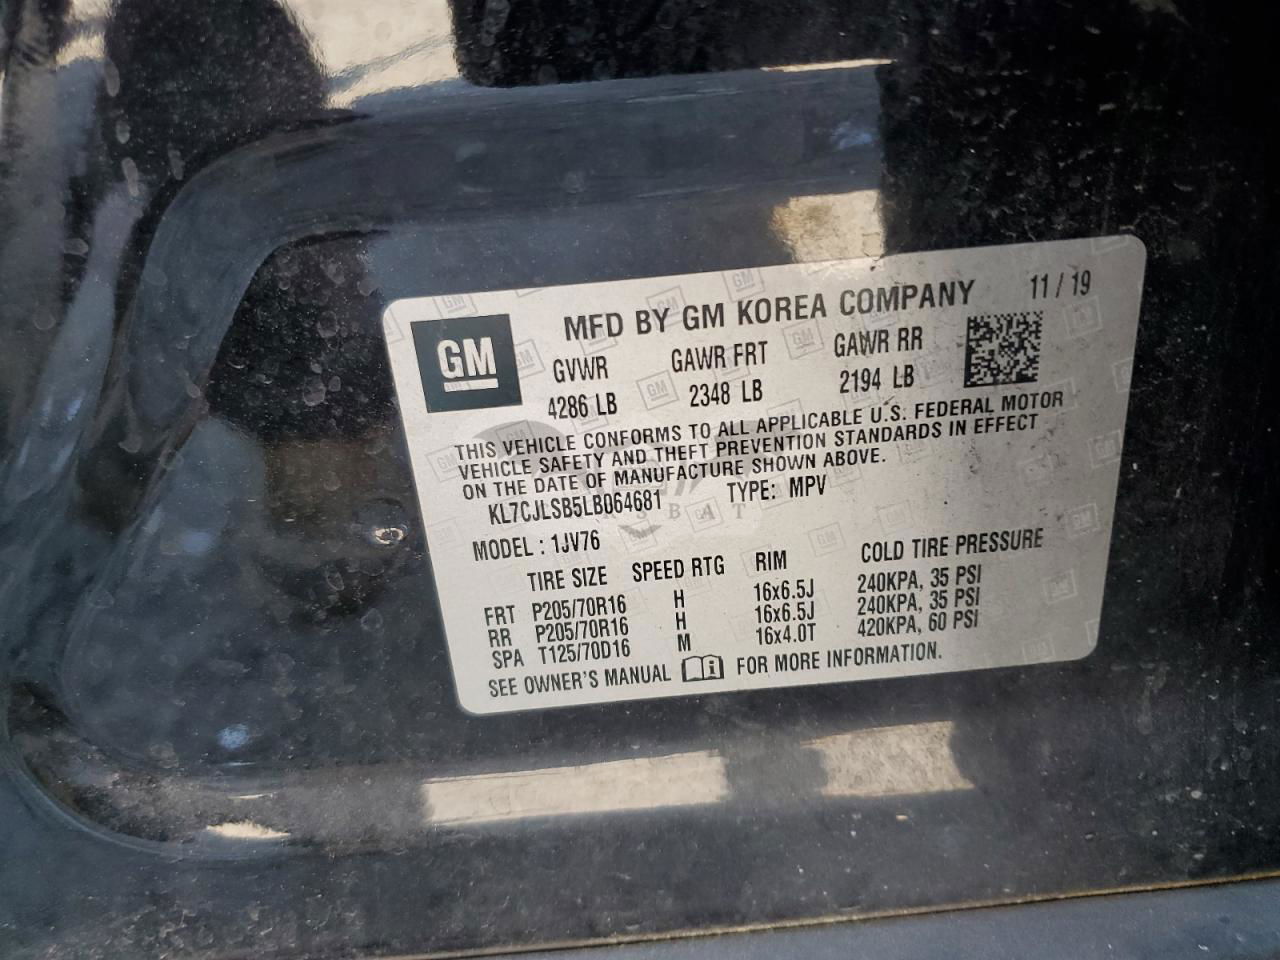 MFD BY GM KOREA COMPANY 11 / 19
GM
GVWR GAWR FRT GAWR RR
4286 LB 2348 LB 2194 LB
THIS VEHICLE CONFORMS TO ALL APPLICABLE U.S. FEDERAL MOTOR
VEHICLE SAFETY AND THEFT PREVENTION STANDARDS IN EFFECT
ON THE DATE OF MANUFACTURE SHOWN ABOVE.
KL7CJLSB5LB064681 TYPE: MPV
MODEL : 1JV76
TIRE SIZE SPEED RTG RIM COLD TIRE PRESSURE
FRT P205/70R16 H 16x6.5J 240KPA, 35 PSI
RR P205/70R16 H 16x6.5J 240KPA, 35 PSI
SPA T125/70D16 M 16x4.0T 420KPA, 60 PSI
SEE OWNER'S MANUAL FOR MORE INFORMATION.